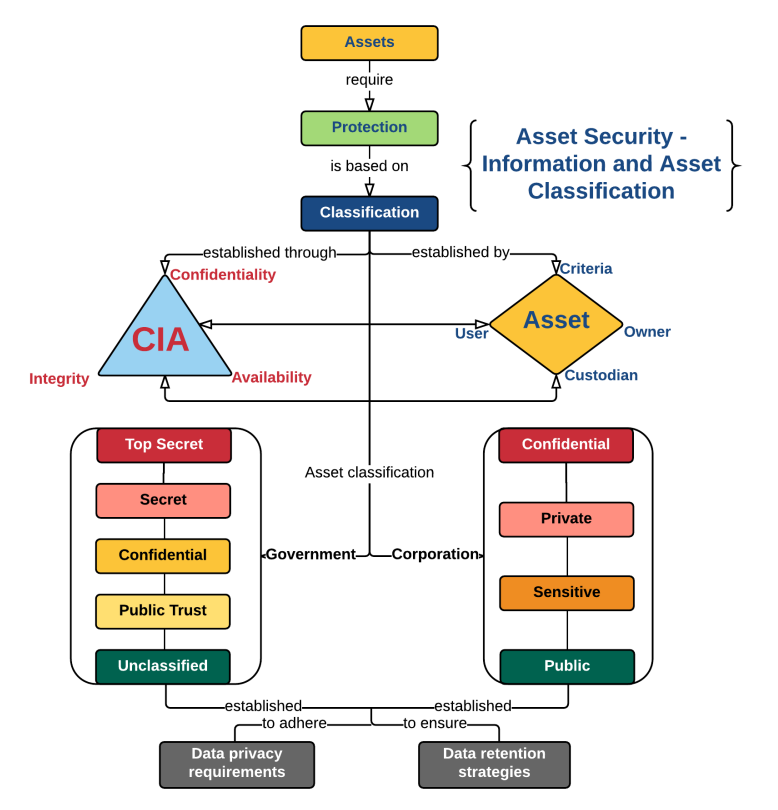 Assets
require
Protection
is based on
Classification
Asset Security -
Information and Asset
Classification
established through
established by
Confidentiality
CIA
Integrity
Availability
Criteria
Asset
User
Owner
Custodian
Top Secret
Secret
Confidential
Public Trust
Unclassified
Asset classification
Government
Corporation
Confidential
Private
Sensitive
Public
established
to adhere
established
to ensure
Data privacy
requirements
Data retention
strategies